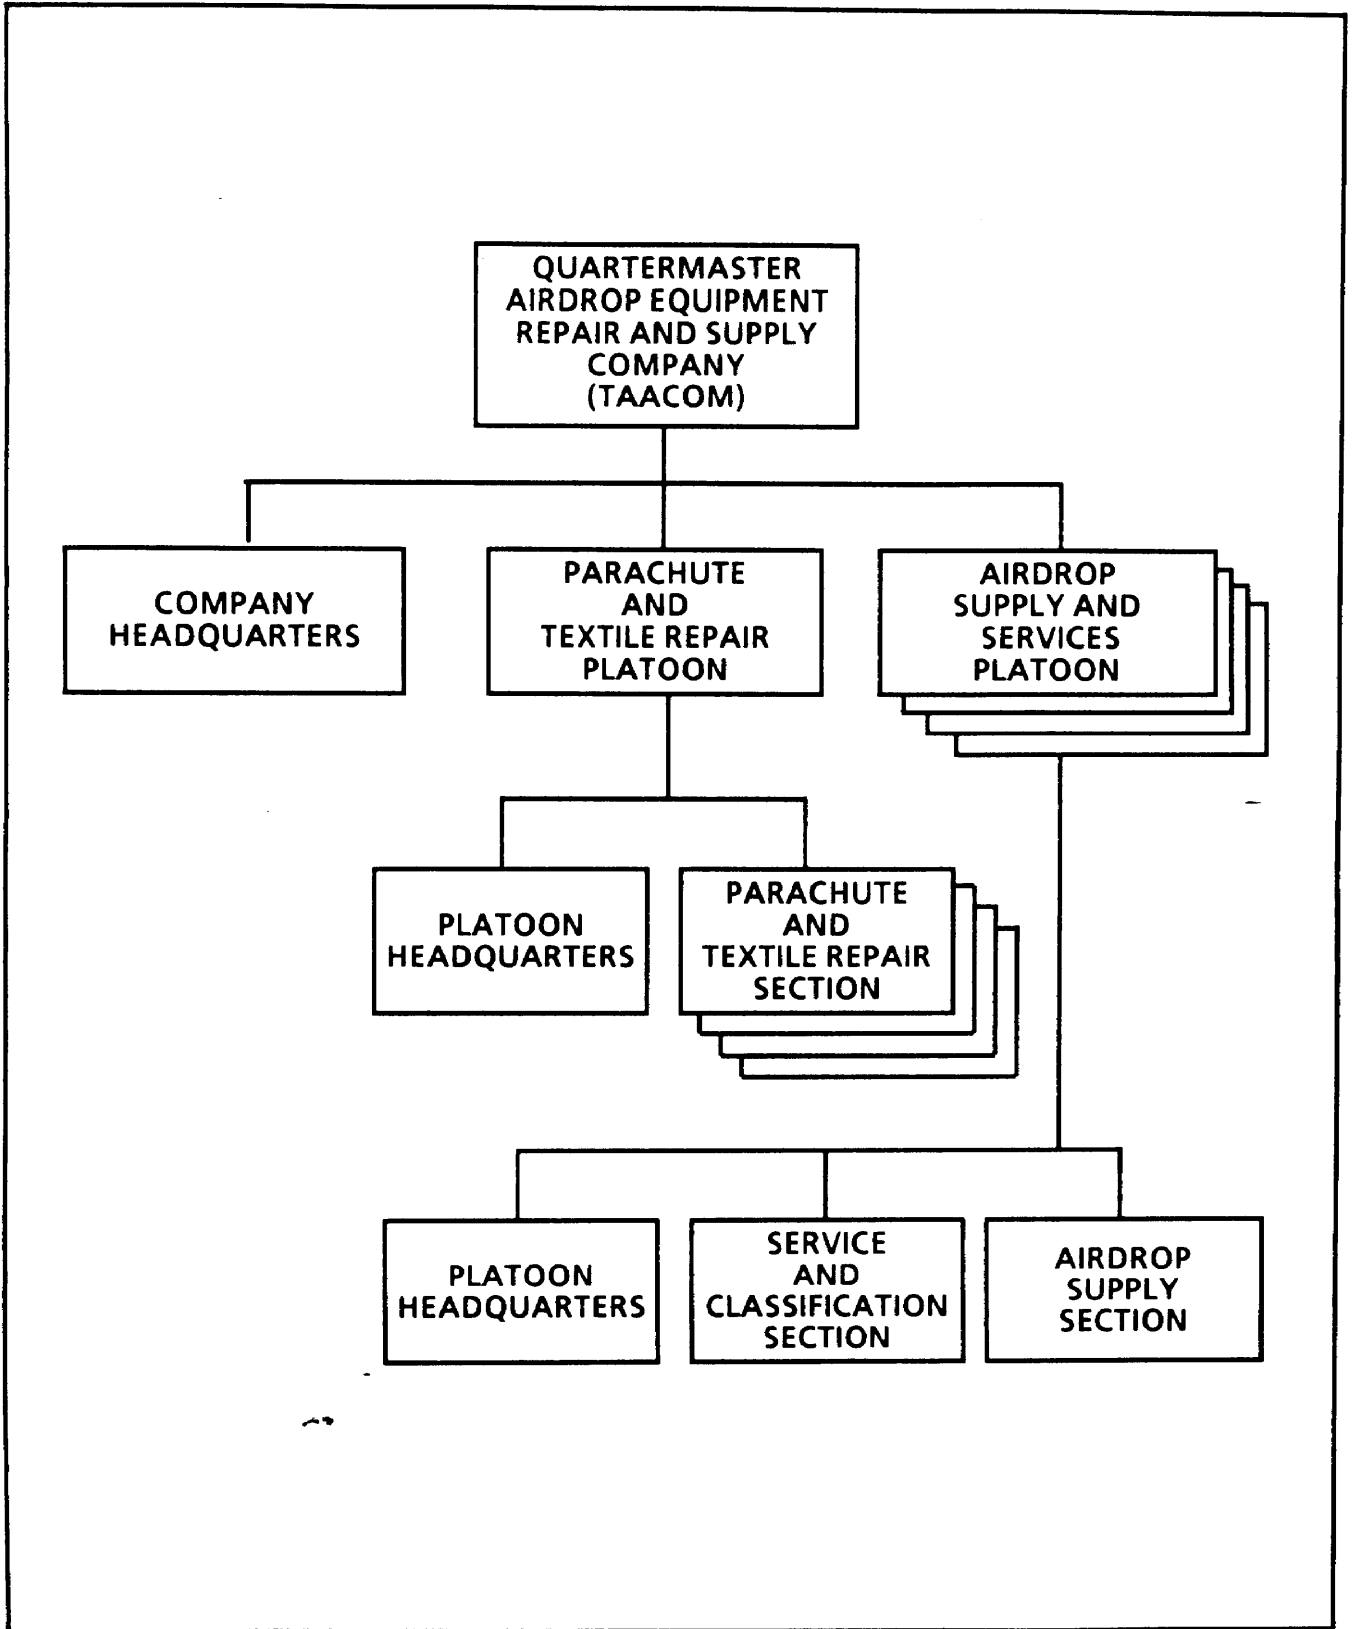 QUARTERMASTER
AIRDROP EQUIPMENT
REPAIR AND SUPPLY
COMPANY
(TAACOM)
COMPANY
HEADQUARTERS
PARACHUTE
AND
TEXTILE REPAIR
PLATOON
AIRDROP
SUPPLY AND
SERVICES
PLATOON
PLATOON
HEADQUARTERS
PARACHUTE
AND
TEXTILE REPAIR
SECTION
PLATOON
HEADQUARTERS
SERVICE
AND
CLASSIFICATION
SECTION
AIRDROP
SUPPLY
SECTION